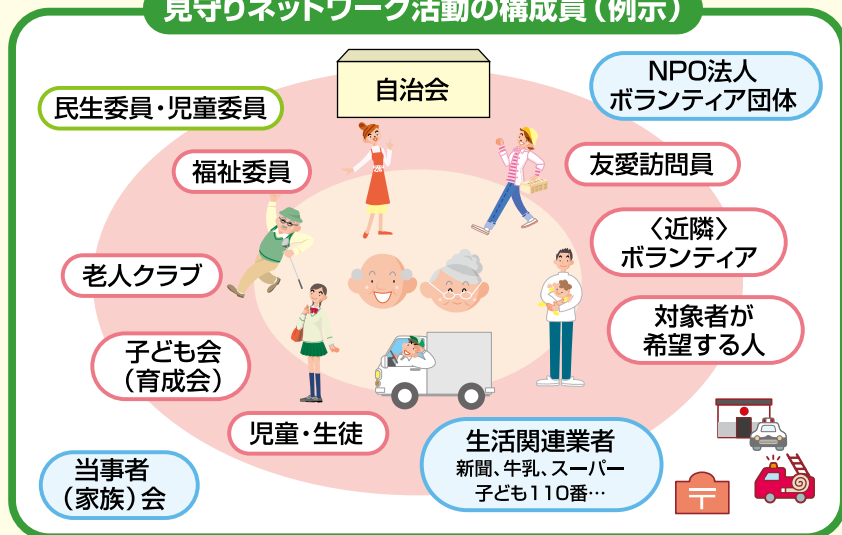 見守りネットワーク活動の構成員(例示)
自治会
NPO法人
ボランティア団体
民生委員・児童委員
福祉委員
友愛訪問員
〈近隣〉
ボランティア
老人クラブ
対象者が
希望する人
子ども会
(育成会)
児童・生徒
生活関連業者
新聞、牛乳、スーパー
子ども110番…
当事者
(家族)会
〒